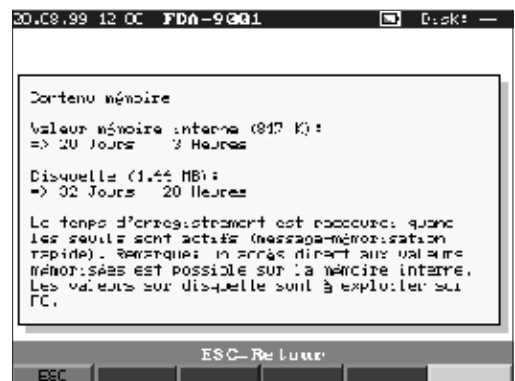 20.08.99 12 00 FDA-9001 Disk: —
Contenu mémoire
Valeur mémoire interne (847 K):
=> 20 Jours 3 Heures
Disquette (1.44 MB):
=> 32 Jours 20 Heures
Le temps d'enregistrement est raccourci quand
les seuils sont actifs (message-mémorisation
rapide). Remarque: un accès direct aux valeurs
mémorisées est possible sur la mémoire interne.
Les valeurs sur disquette sont à exploiter sur
PC.
ESC=Retour
ESC